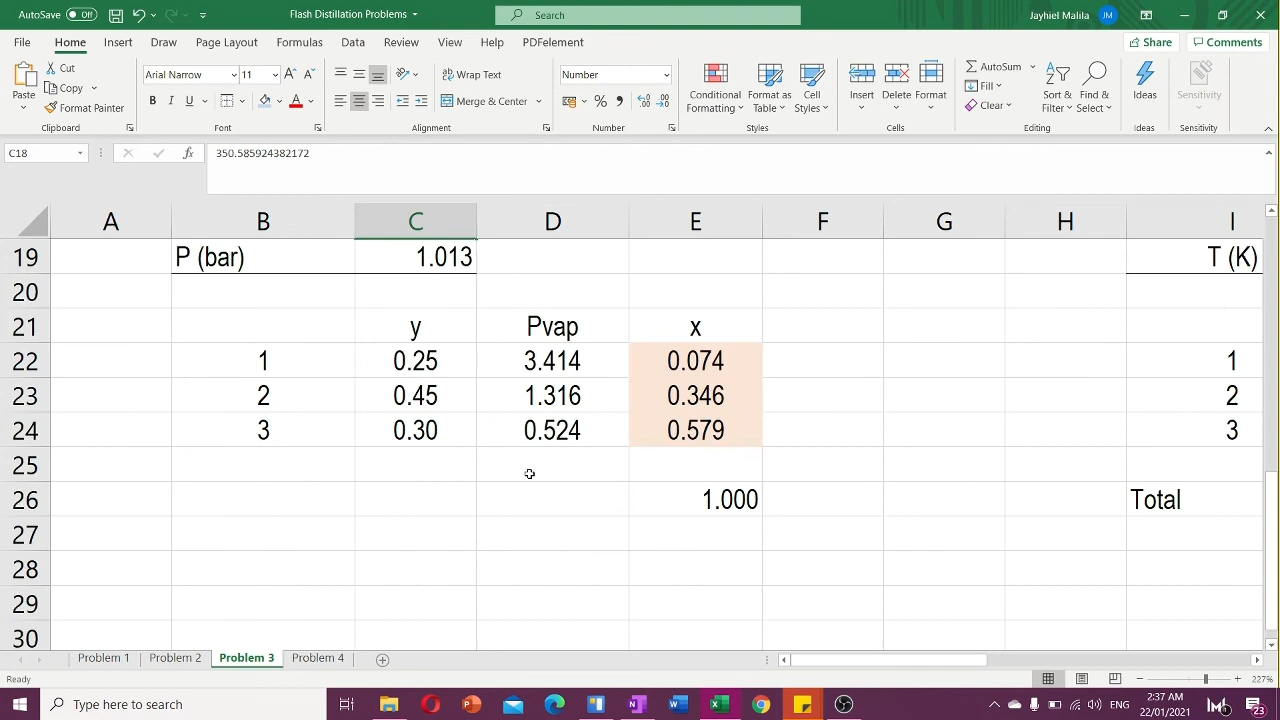 AutoSave Off Flash Distillation Problems Search Jayhiel Malila JM
File Home Insert Draw Page Layout Formulas Data Review View Help PDFelement Share Comments
Paste Cut Copy Format Painter Clipboard
Arial Narrow 11 A A B I U A Font
Wrap Text Merge & Center Alignment
Number % Number
Conditional Formatting Format as Table Cell Styles Styles
Insert Delete Format Cells
AutoSum Fill Clear Sort & Filter Find & Select Editing
Ideas Ideas
Sensitivity Sensitivity
C18 fx 350.585924382172
A B C D E F G H I
19 P (bar) 1.013 T (K)
20
21 y Pvap x
22 1 0.25 3.414 0.074 1
23 2 0.45 1.316 0.346 2
24 3 0.30 0.524 0.579 3
25
26 1.000 Total
27
28
29
30
Problem 1 Problem 2 Problem 3 Problem 4
Ready 227%
Type here to search ENG 2:37 AM
22/01/2021 23